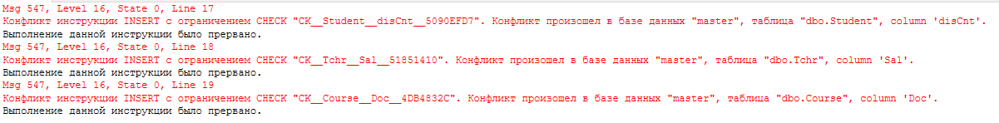 Msg 547, Level 16, State 0, Line 17
Конфликт инструкции INSERT с ограничением CHECK "CK__Student__disCnt__5090EFD7". Конфликт произошел в базе данных "master", таблица "dbo.Student", column 'disCnt'.
Выполнение данной инструкции было прервано.
Msg 547, Level 16, State 0, Line 18
Конфликт инструкции INSERT с ограничением CHECK "CK__Tchr__Sal__51851410". Конфликт произошел в базе данных "master", таблица "dbo.Tchr", column 'Sal'.
Выполнение данной инструкции было прервано.
Msg 547, Level 16, State 0, Line 19
Конфликт инструкции INSERT с ограничением CHECK "CK__Course__Doc__4DB4832C". Конфликт произошел в базе данных "master", таблица "dbo.Course", column 'Doc'.
Выполнение данной инструкции было прервано.